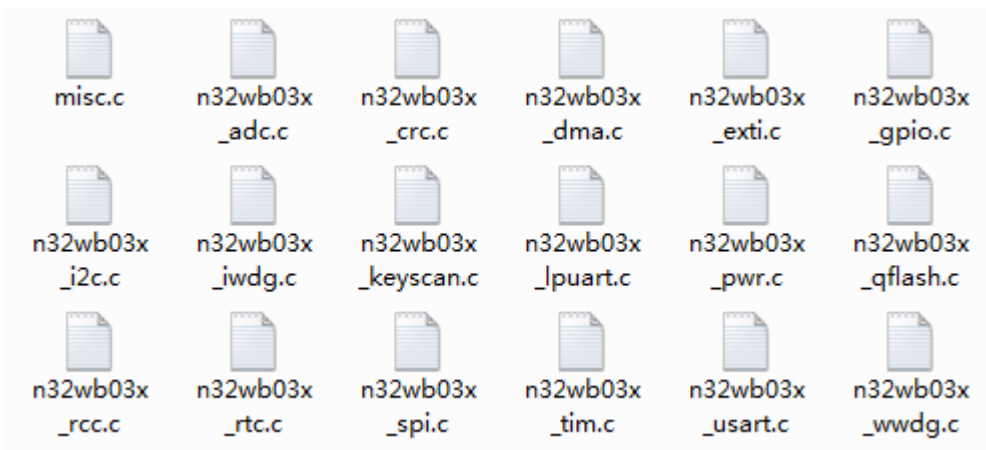 misc.c n32wb03x n32wb03x n32wb03x n32wb03x n32wb03x
_adc.c _crc.c _dma.c _exti.c _gpio.c
n32wb03x n32wb03x n32wb03x n32wb03x n32wb03x n32wb03x
_i2c.c _iwdg.c _keyscan.c _lpuart.c _pwr.c _qflash.c
n32wb03x n32wb03x n32wb03x n32wb03x n32wb03x n32wb03x
_rcc.c _rtc.c _spi.c _tim.c _usart.c _wwdg.c